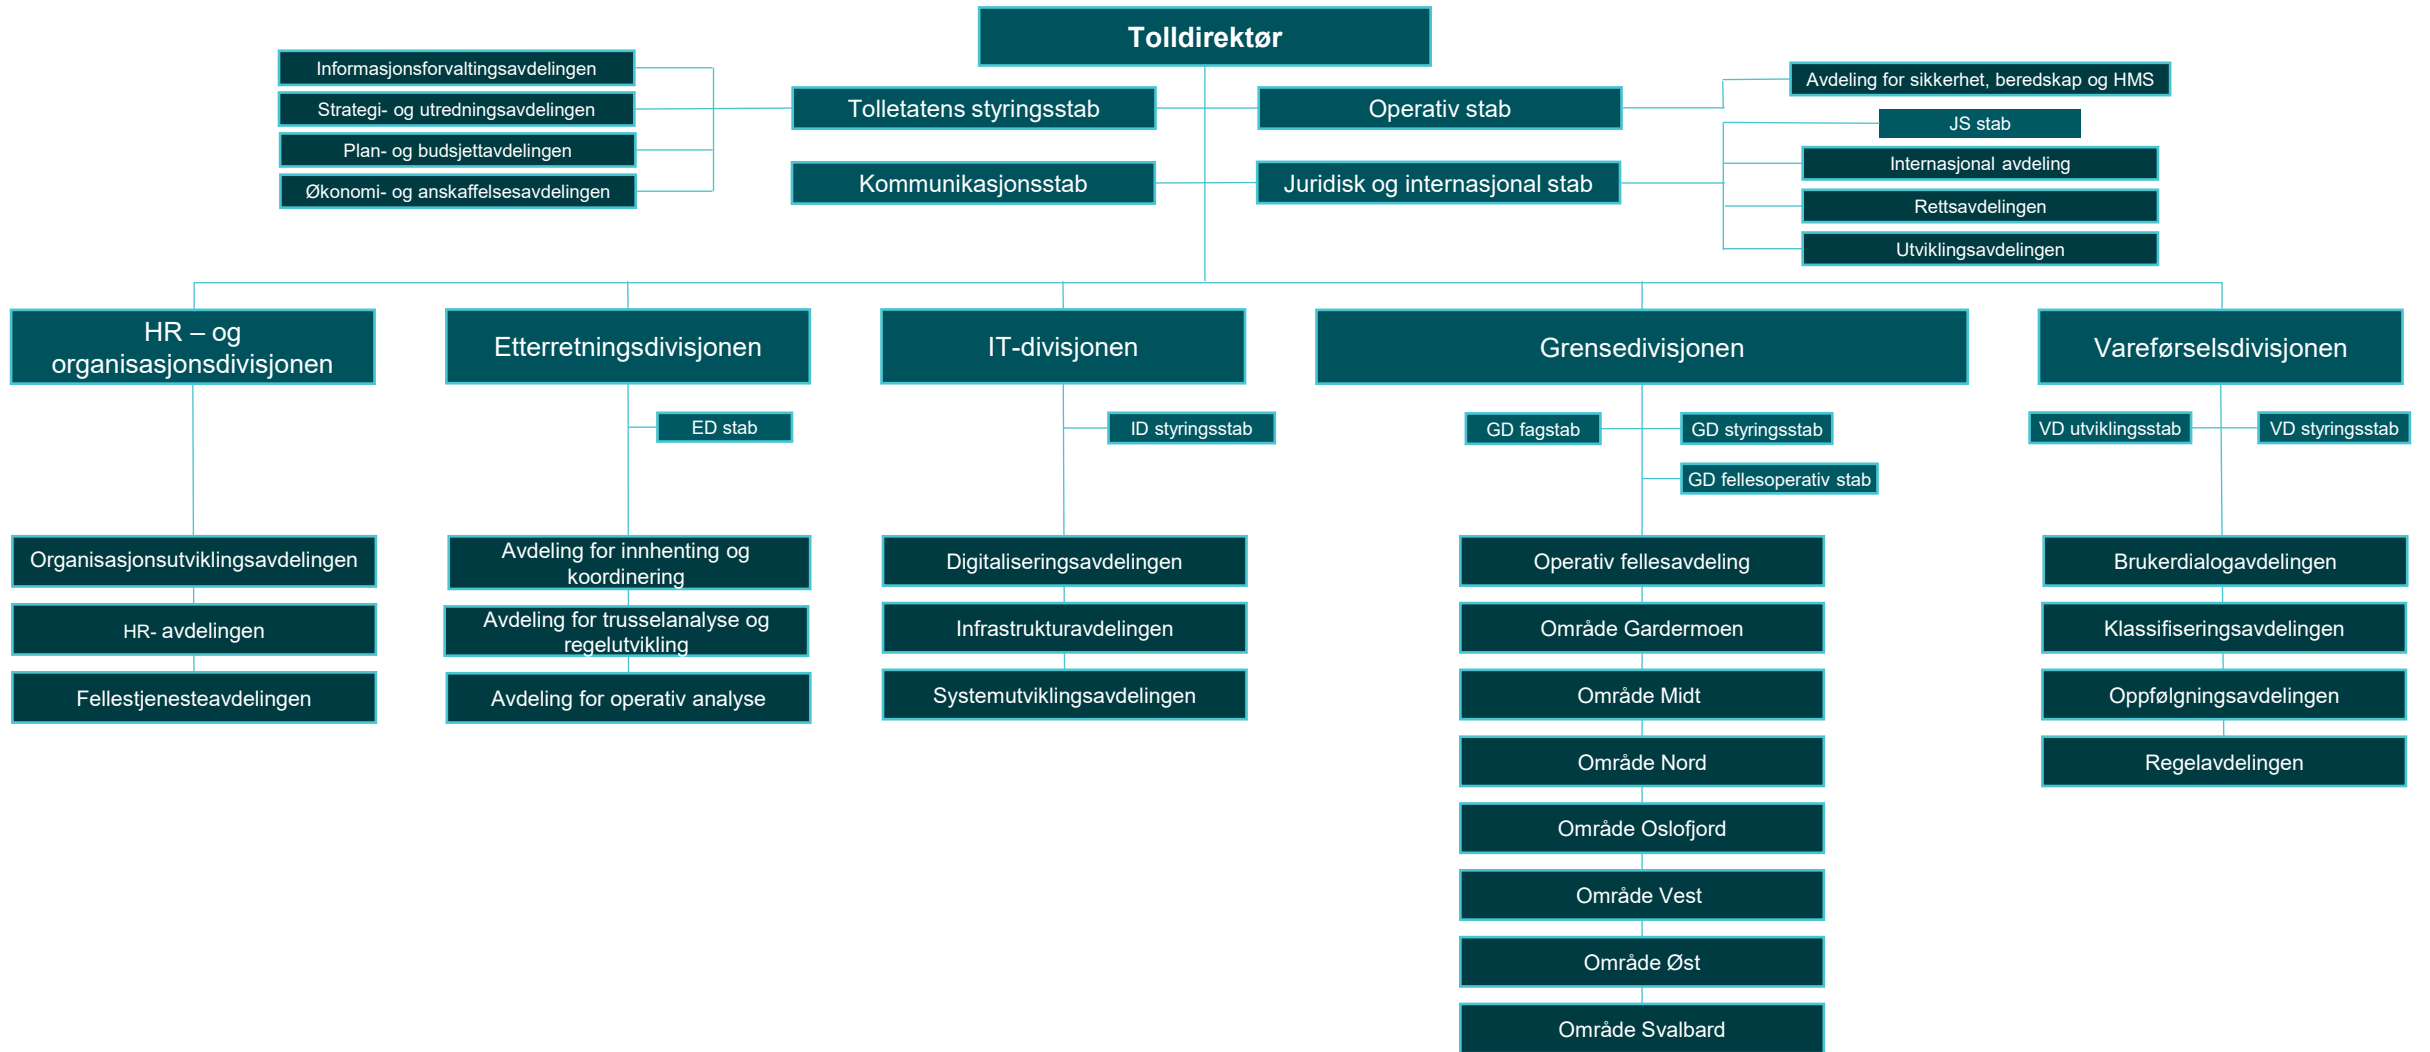 Tolldirektør
Informasjonsforvaltingsavdelingen
Strategi- og utredningsavdelingen
Plan- og budsjettavdelingen
Økonomi- og anskaffelsesavdelingen
Tolletatens styringsstab
Operativ stab
Kommunikasjonsstab
Juridisk og internasjonal stab
Avdeling for sikkerhet, beredskap og HMS
JS stab
Internasjonal avdeling
Rettsavdelingen
Utviklingsavdelingen
HR – og
organisasjonsdivisjonen
Organisasjonsutviklingsavdelingen
HR- avdelingen
Fellestjenesteavdelingen
Etterretningsdivisjonen
ED stab
Avdeling for innhenting og
koordinering
Avdeling for trusselanalyse og
regelutvikling
Avdeling for operativ analyse
IT-divisjonen
ID styringsstab
Digitaliseringsavdelingen
Infrastrukturavdelingen
Systemutviklingsavdelingen
Grensedivisjonen
GD fagstab
GD styringsstab
GD fellesoperativ stab
Operativ fellesavdeling
Område Gardermoen
Område Midt
Område Nord
Område Oslofjord
Område Vest
Område Øst
Område Svalbard
Vareførselsdivisjonen
VD utviklingsstab
VD styringsstab
Brukerdialogavdelingen
Klassifiseringsavdelingen
Oppfølgningsavdelingen
Regelavdelingen